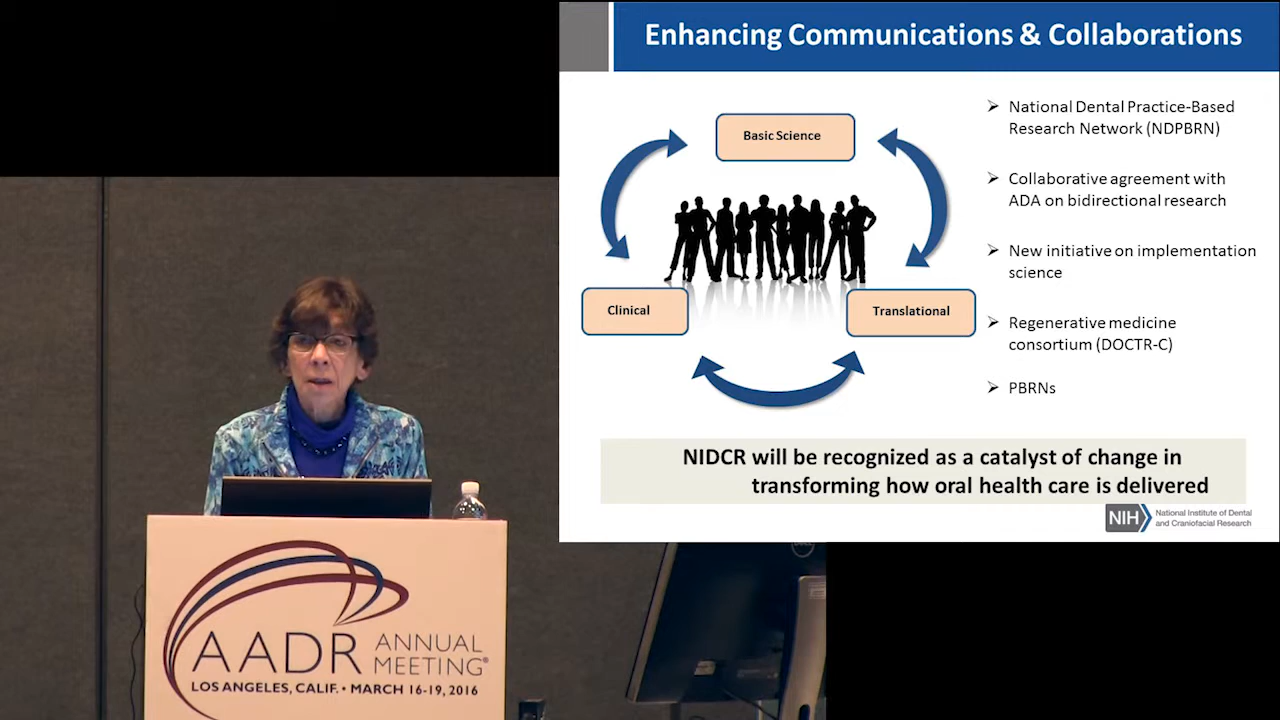 Enhancing Communications & Collaborations
Basic Science
Clinical
Translational
National Dental Practice-Based
Research Network (NDPBRN)
Collaborative agreement with
ADA on bidirectional research
New initiative on implementation
science
Regenerative medicine
consortium (DOCTR-C)
PBRNs
NIDCR will be recognized as a catalyst of change in
transforming how oral health care is delivered
NIH National Institute of Dental
and Craniofacial Research
AADR ANNUAL
MEETING®
LOS ANGELES, CALIF. • MARCH 16-19, 2016
DELL